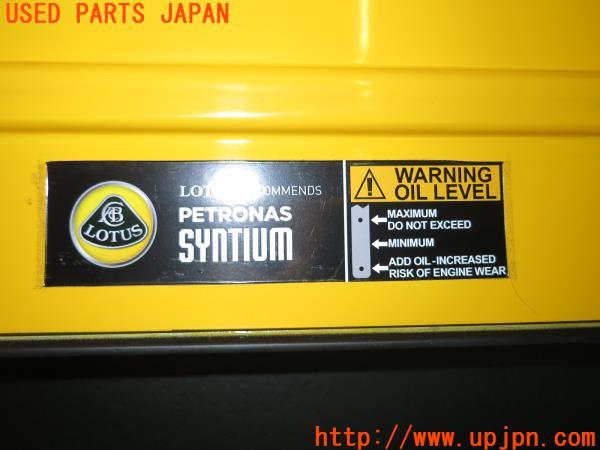 USED PARTS JAPAN
LOTUS
LOT OMMENDS
PETRONAS
SYNTIUM
WARNING
OIL LEVEL
MAXIMUM
DO NOT EXCEED
MINIMUM
ADD OIL-INCREASED
RISK OF ENGINE WEAR
http://www.upjpn.com/